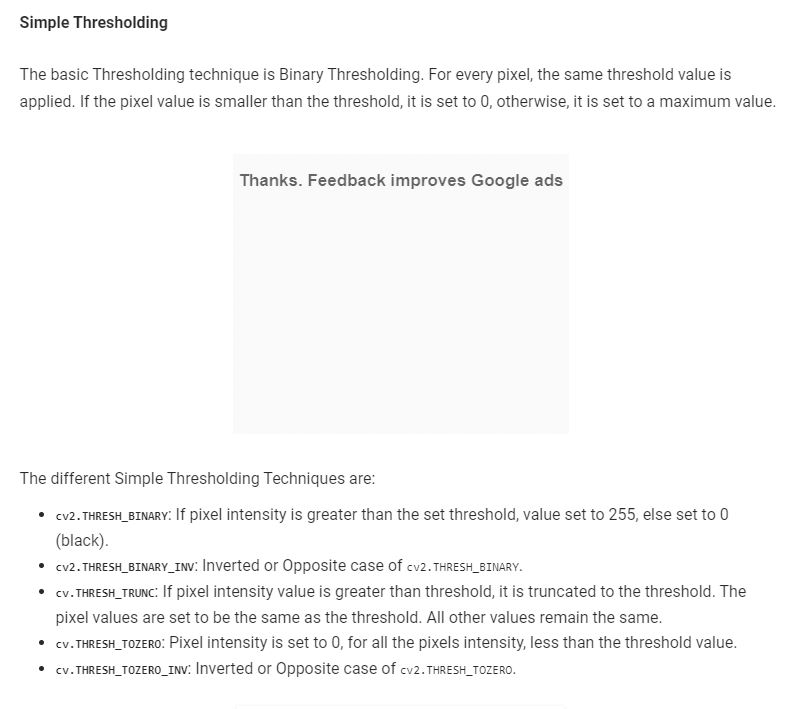 Simple Thresholding
The basic Thresholding technique is Binary Thresholding. For every pixel, the same threshold value is
applied. If the pixel value is smaller than the threshold, it is set to 0, otherwise, it is set to a maximum value.
Thanks. Feedback improves Google ads
The different Simple Thresholding Techniques are:
• cv2.THRESH_BINARY: If pixel intensity is greater than the set threshold, value set to 255, else set to 0
(black).
• cv2.THRESH_BINARY_INV: Inverted or Opposite case of cv2.THRESH_BINARY.
• cv.THRESH_TRUNC: If pixel intensity value is greater than threshold, it is truncated to the threshold. The
pixel values are set to be the same as the threshold. All other values remain the same.
• cv.THRESH_TOZERO: Pixel intensity is set to 0, for all the pixels intensity, less than the threshold value.
• cv.THRESH_TOZERO_INV: Inverted or Opposite case of cv2.THRESH_TOZERO.